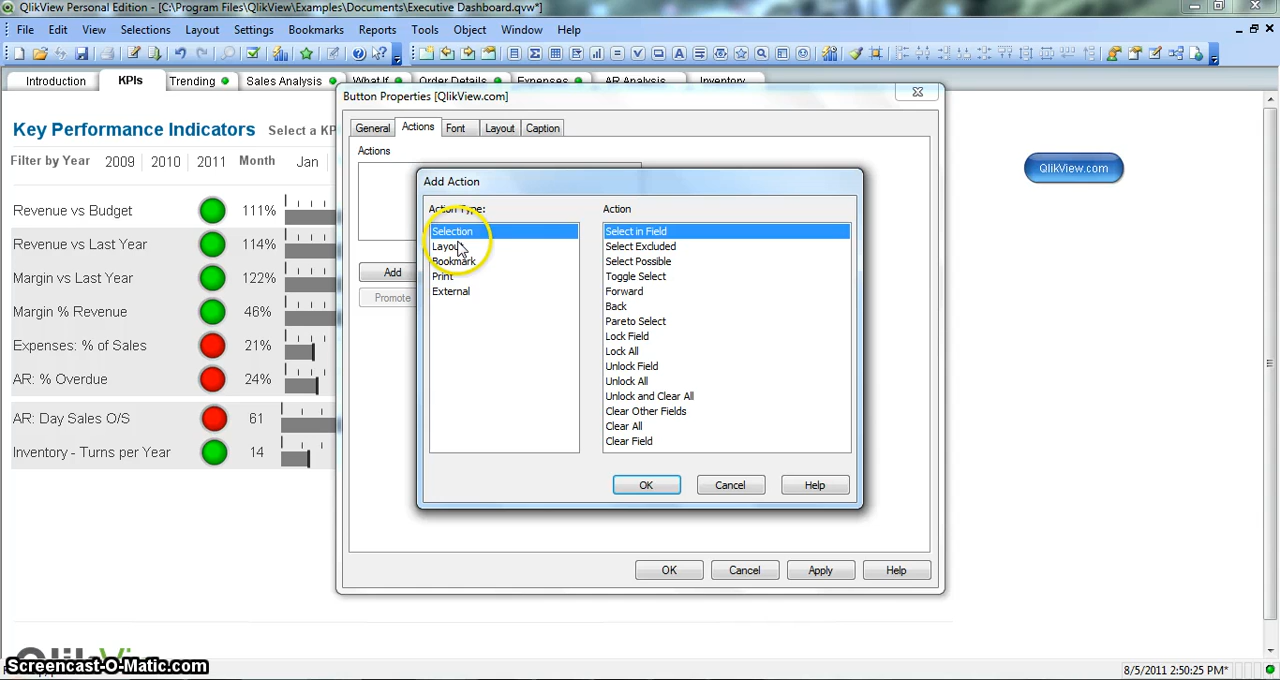 QlikView Personal Edition - [C:\Program Files\QlikView\Examples\Documents\Executive Dashboard.qvw*]
File Edit View Selections Layout Settings Bookmarks Reports Tools Object Window Help
Introduction KPIs Trending Sales Analysis What If Order Details Expenses AR Analysis Inventory
Button Properties [QlikView.com]
General Actions Font Layout Caption
Key Performance Indicators Select a KP
Filter by Year 2009 2010 2011 Month Jan
Actions
QlikView.com
Add Action
Action Type: Action
Selection
Layout
Bookmark
Print
External
Select in Field
Select Excluded
Select Possible
Toggle Select
Forward
Back
Pareto Select
Lock Field
Lock All
Unlock Field
Unlock All
Unlock and Clear All
Clear Other Fields
Clear All
Clear Field
OK Cancel Help
Add
Promote
Revenue vs Budget 111%
Revenue vs Last Year 114%
Margin vs Last Year 122%
Margin % Revenue 46%
Expenses: % of Sales 21%
AR: % Overdue 24%
AR: Day Sales O/S 61
Inventory - Turns per Year 14
OK Cancel Apply Help
Screencast-O-Matic.com
8/5/2011 2:50:25 PM*